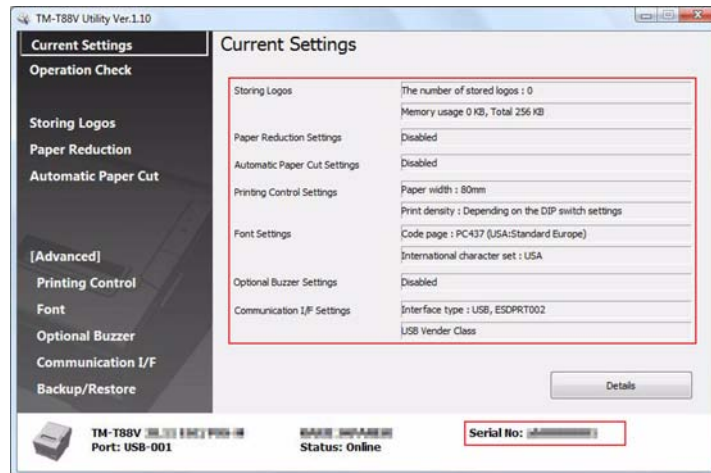 TM-T88V Utility Ver.1.10
Current Settings
Operation Check
Storing Logos
Paper Reduction
Automatic Paper Cut
[Advanced]
Printing Control
Font
Optional Buzzer
Communication I/F
Backup/Restore
Current Settings
Storing Logos
The number of stored logos : 0
Memory usage 0 KB, Total 256 KB
Paper Reduction Settings
Disabled
Automatic Paper Cut Settings
Disabled
Printing Control Settings
Paper width : 80mm
Print density : Depending on the DIP switch settings
Font Settings
Code page : PC437 (USA:Standard Europe)
International character set : USA
Optional Buzzer Settings
Disabled
Communication I/F Settings
Interface type : USB, ESDPRT002
USB Vender Class
Details
TM-T88V
Port: USB-001
Status: Online
Serial No: